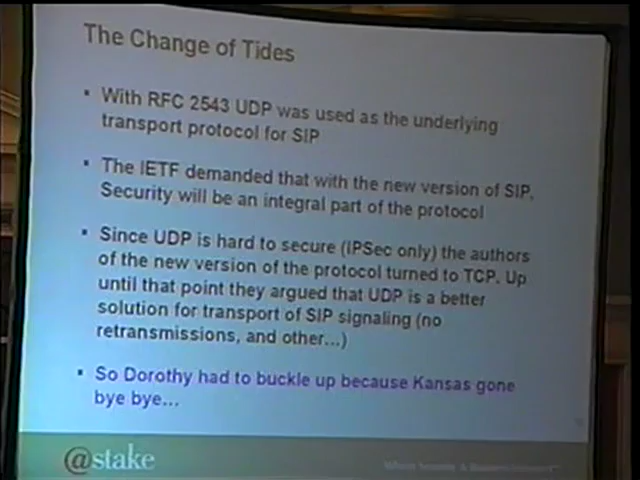 The Change of Tides
• With RFC 2543 UDP was used as the underlying
transport protocol for SIP
• The IETF demanded that with the new version of SIP,
Security will be an integral part of the protocol
• Since UDP is hard to secure (IPSec only) the authors
of the new version of the protocol turned to TCP. Up
until that point they argued that UDP is a better
solution for transport of SIP signaling (no
retransmissions, and other...)
• So Dorothy had to buckle up because Kansas gone
bye bye...
@stake